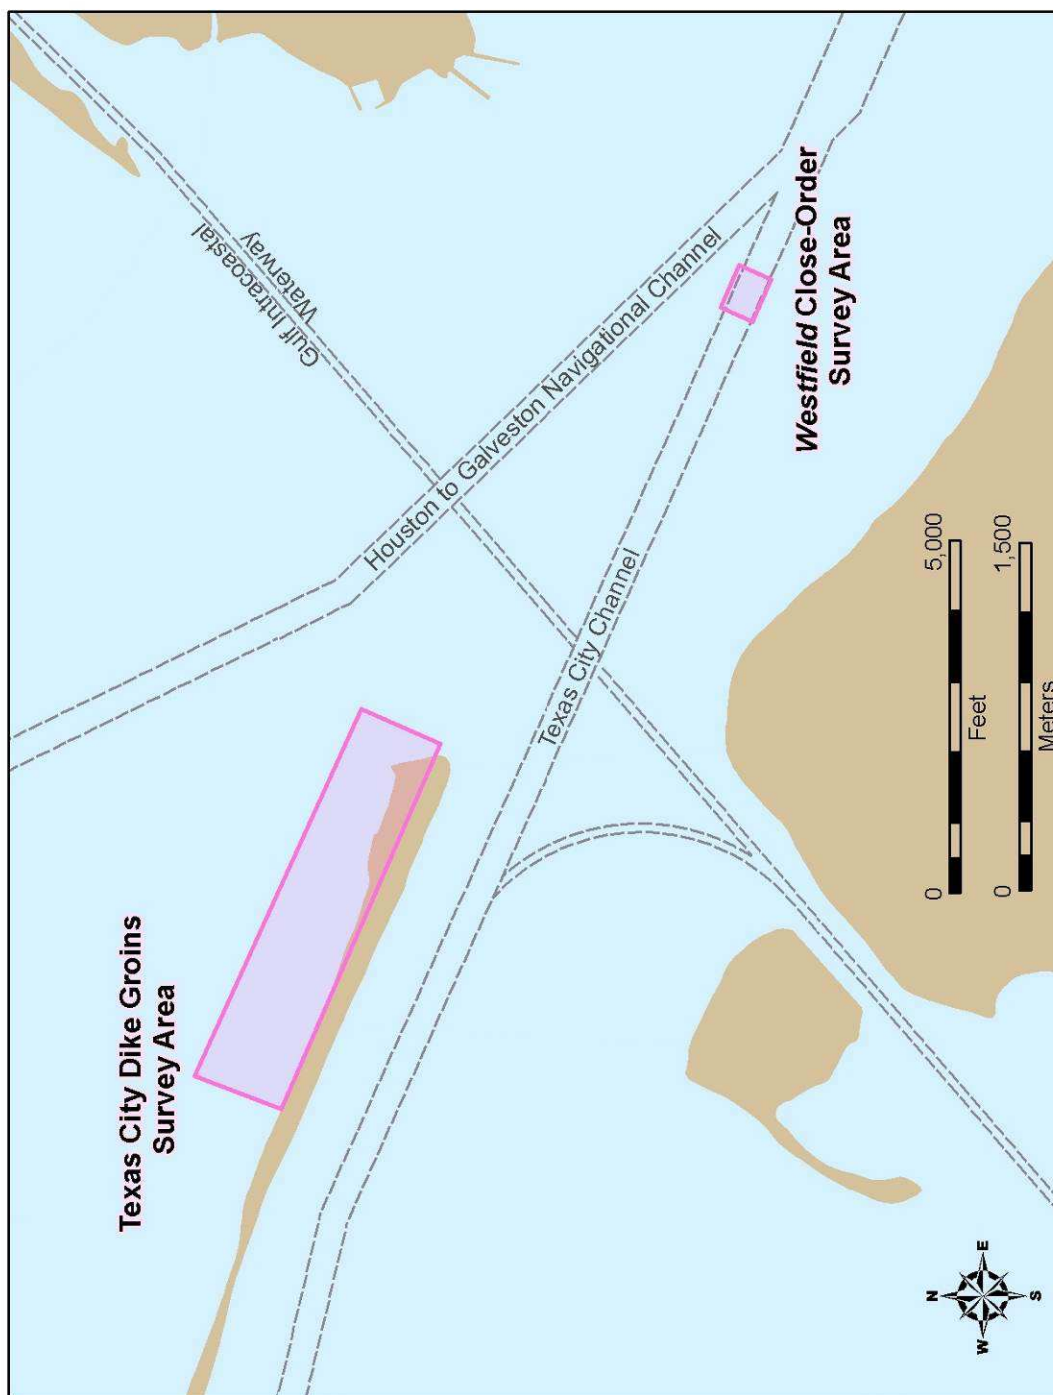 Texas City Dike Groins
Survey Area
Gulf Intracoastal
Waterway
Houston to Galveston Navigational Channel
Texas City Channel
Westfield Close-Order
Survey Area
N
W
E
S
0
5,000
Feet
0
1,500
Meters